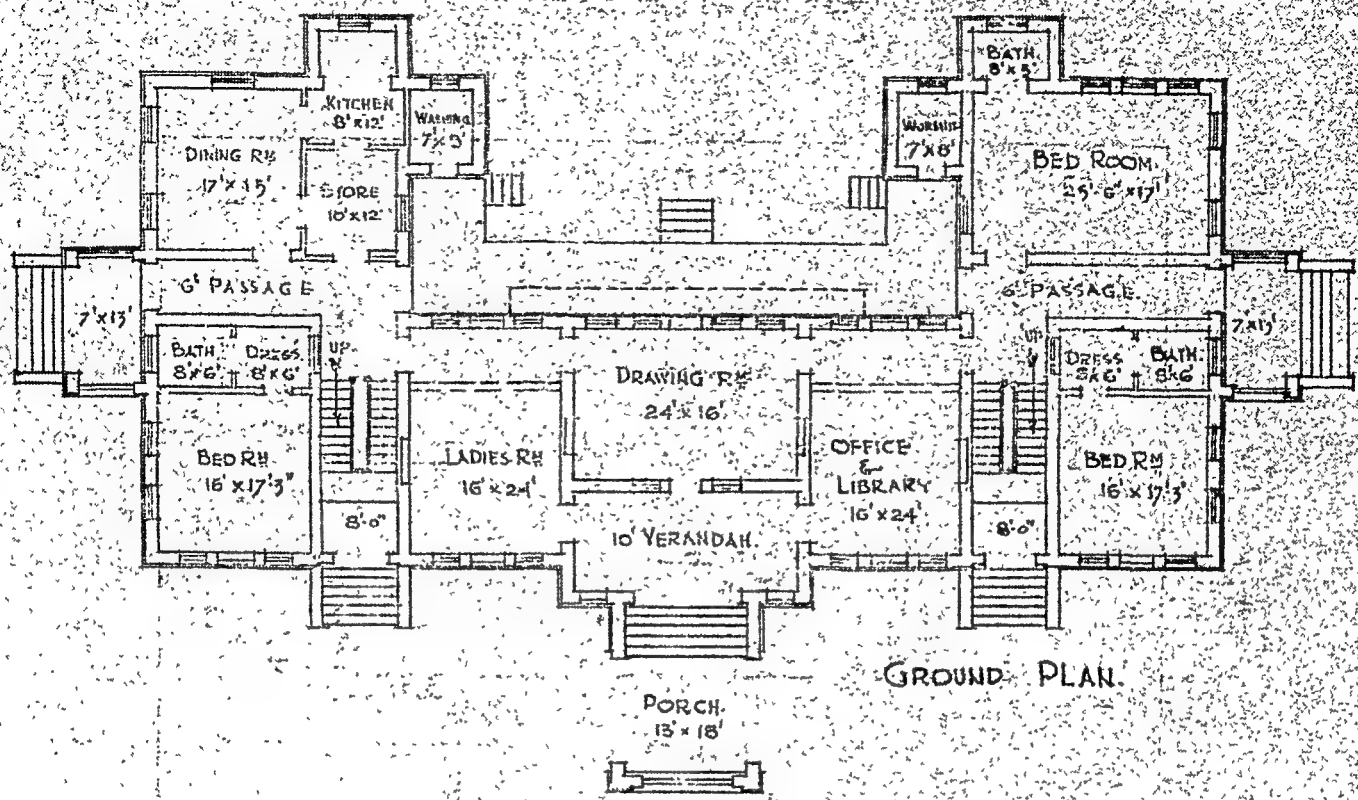 BATH
8'x5'
KITCHEN
8'x12'
WASHING
7'x9'
WORSHIP
7'x8'
DINING RM
17'x15'
BED ROOM
25'-6"x17'
STORE
10'x12'
6' PASSAGE
6' PASSAGE
7'x13'
7'x13'
BATH
8'x6'
DRESS
8'x6'
UP
UP
DRESS
8'x6'
BATH
8'x6'
DRAWING RM
24'x16'
BED RM
16'x17'3"
LADIES RM
16'x24'
OFFICE
&
LIBRARY
16'x24'
BED RM
16'x17'3"
8'-0"
10' VERANDAH.
8'-0"
GROUND PLAN.
PORCH.
13'x18'